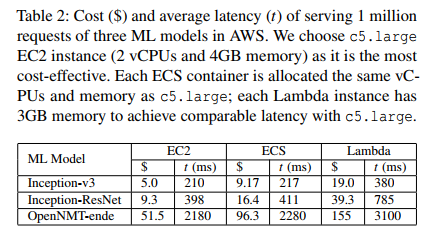 Table 2: Cost ($) and average latency (t) of serving 1 million
requests of three ML models in AWS. We choose c5.large
EC2 instance (2 vCPUs and 4GB memory) as it is the most
cost-effective. Each ECS container is allocated the same vC-
PUs and memory as c5.large; each Lambda instance has
3GB memory to achieve comparable latency with c5.large.
ML Model EC2 ECS Lambda
$ t (ms) $ t (ms) $ t (ms)
Inception-v3 5.0 210 9.17 217 19.0 380
Inception-ResNet 9.3 398 16.4 411 39.3 785
OpenNMT-ende 51.5 2180 96.3 2280 155 3100